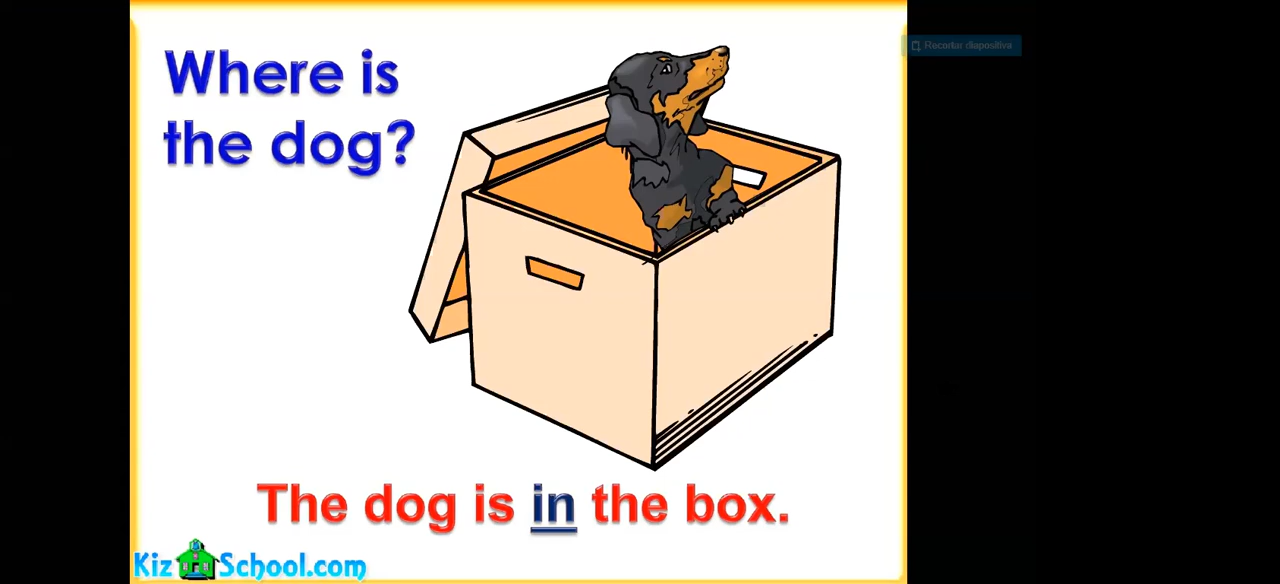 Where is
the dog?
Recortar diapositiva
The dog is in the box.
KizSchool.com